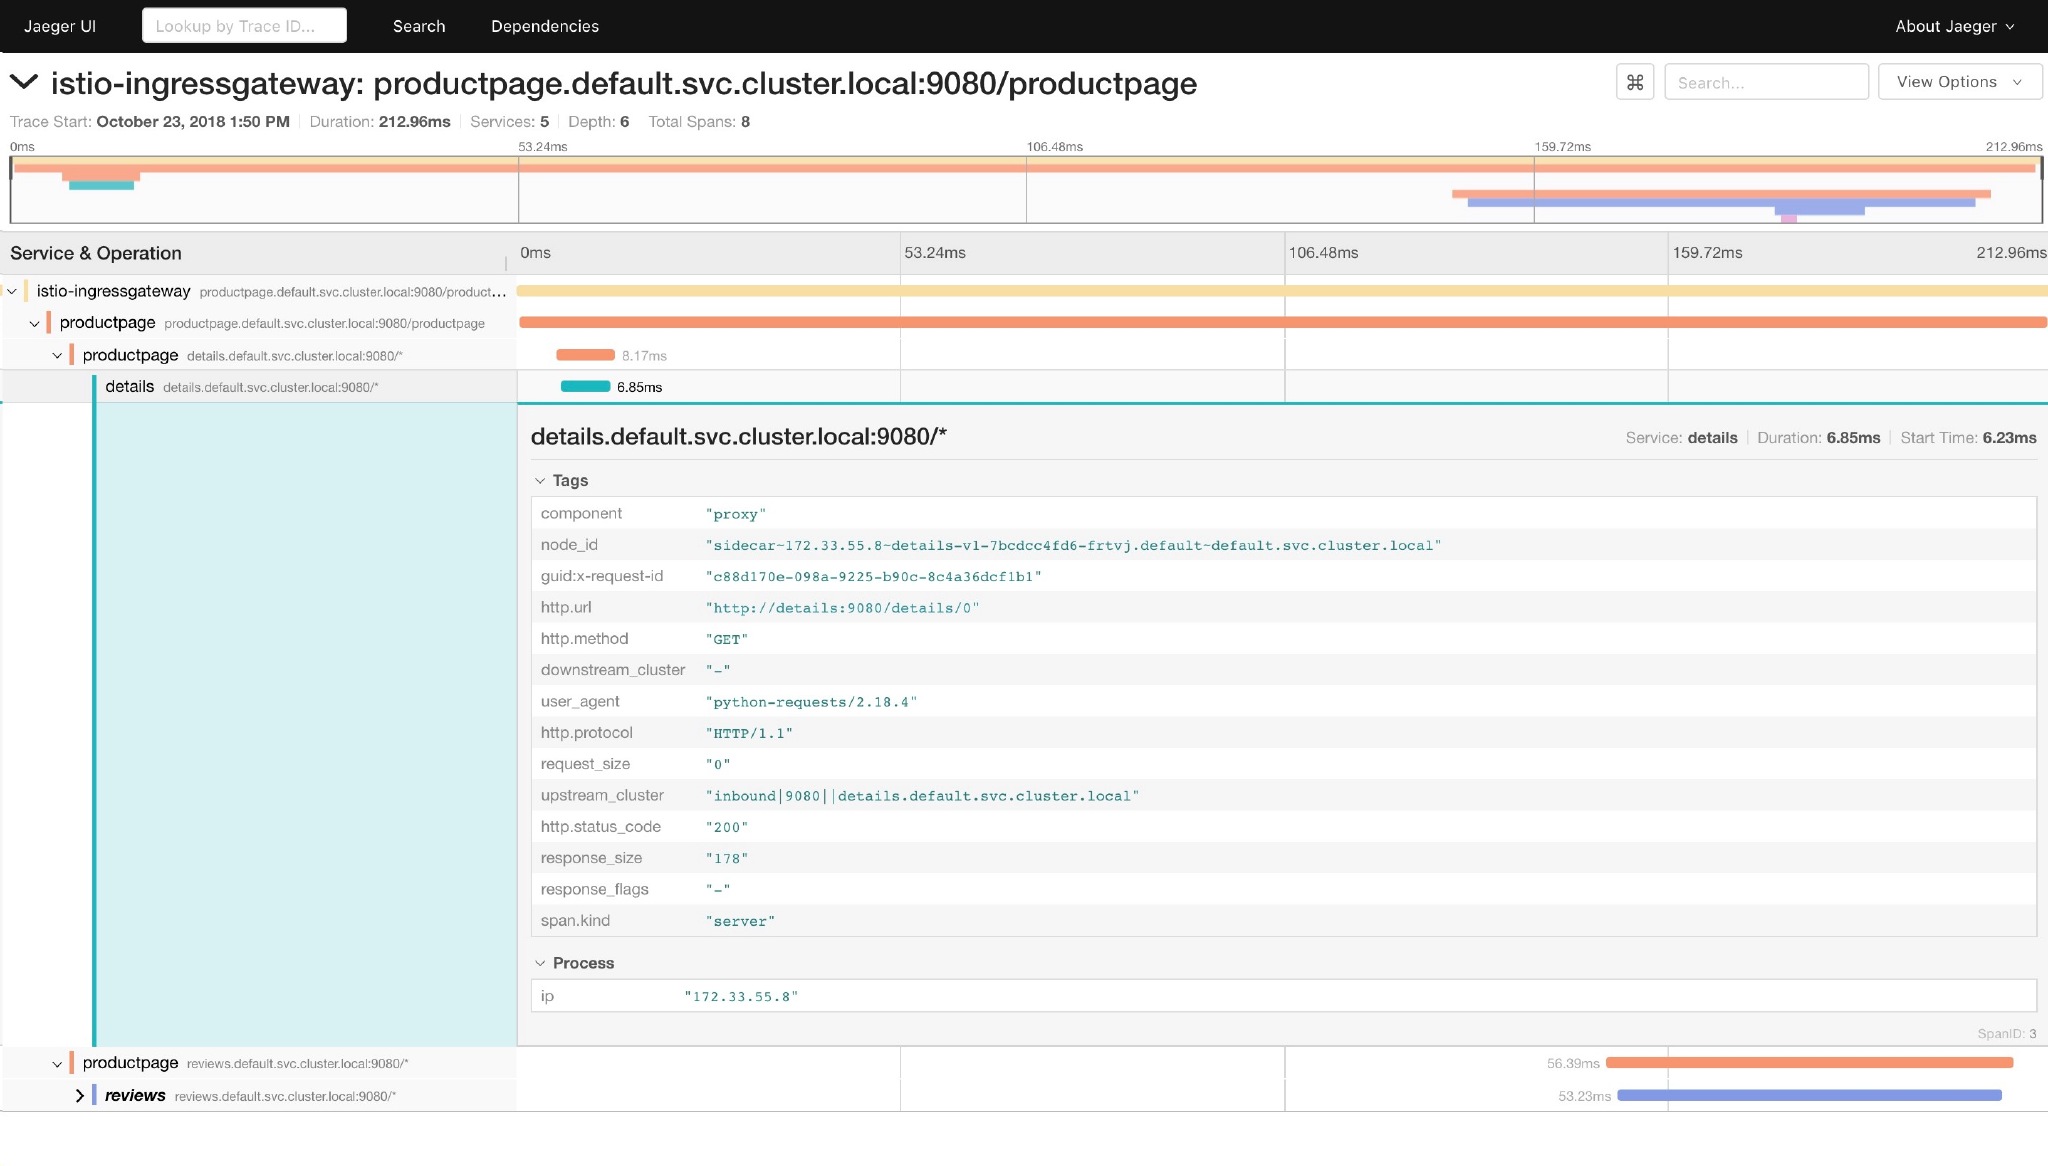 Jaeger UI Lookup by Trace ID... Search Dependencies About Jaeger
istio-ingressgateway: productpage.default.svc.cluster.local:9080/productpage Search... View Options
Trace Start: October 23, 2018 1:50 PM Duration: 212.96ms Services: 5 Depth: 6 Total Spans: 8
0ms 53.24ms 106.48ms 159.72ms 212.96ms
Service & Operation 0ms 53.24ms 106.48ms 159.72ms 212.96ms
istio-ingressgateway productpage.default.svc.cluster.local:9080/product...
productpage productpage.default.svc.cluster.local:9080/productpage
productpage details.default.svc.cluster.local:9080/* 8.17ms
details details.default.svc.cluster.local:9080/* 6.85ms
details.default.svc.cluster.local:9080/* Service: details Duration: 6.85ms Start Time: 6.23ms
Tags
component "proxy"
node_id "sidecar~172.33.55.8~details-v1-7bcdcc4fd6-frtvj.default~default.svc.cluster.local"
guid:x-request-id "c88d170e-098a-9225-b90c-8c4a36dcf1b1"
http.url "http://details:9080/details/0"
http.method "GET"
downstream_cluster "-"
user_agent "python-requests/2.18.4"
http.protocol "HTTP/1.1"
request_size "0"
upstream_cluster "inbound|9080||details.default.svc.cluster.local"
http.status_code "200"
response_size "178"
response_flags "-"
span.kind "server"
Process
ip "172.33.55.8"
SpanID: 3
productpage reviews.default.svc.cluster.local:9080/* 56.39ms
reviews reviews.default.svc.cluster.local:9080/* 53.23ms